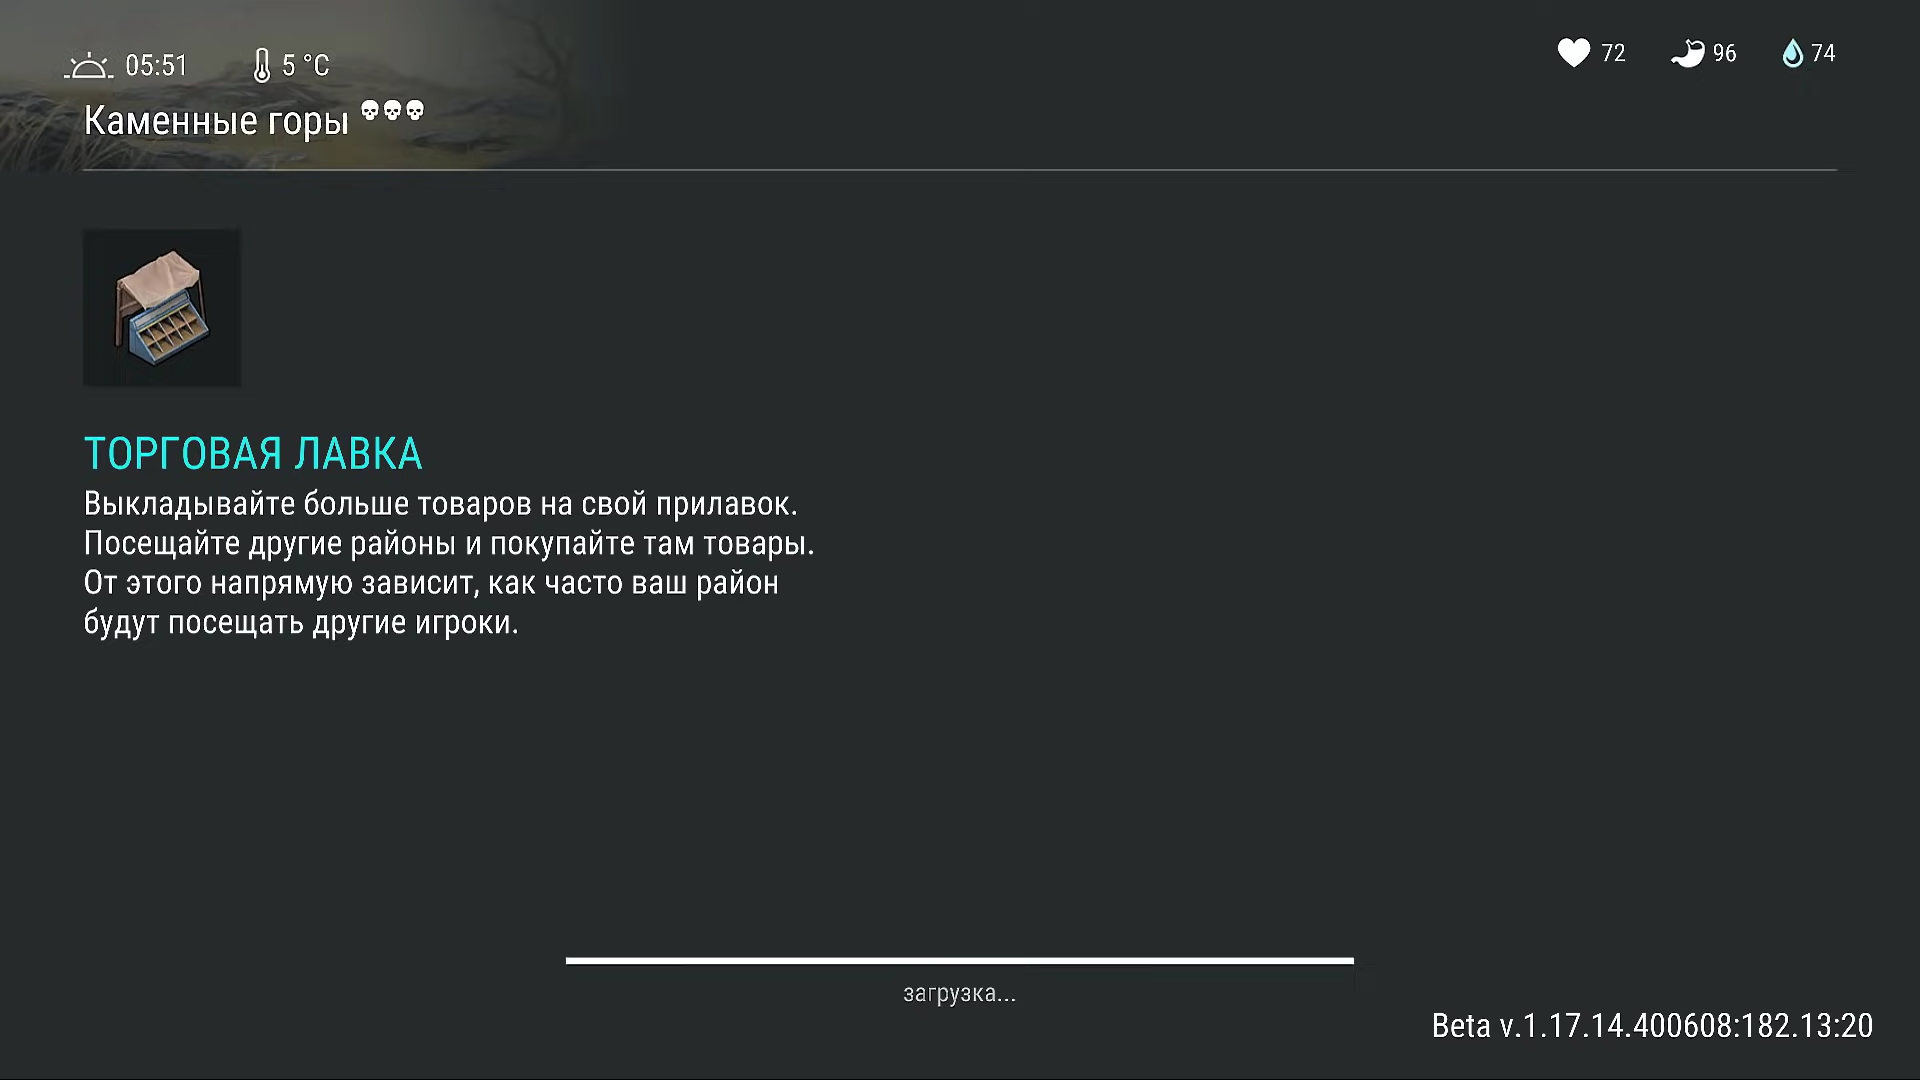 05:51 5 °C
72 96 74
Каменные горы
ТОРГОВАЯ ЛАВКА
Выкладывайте больше товаров на свой прилавок.
Посещайте другие районы и покупайте там товары.
От этого напрямую зависит, как часто ваш район
будут посещать другие игроки.
загрузка...
Beta v.1.17.14.400608:182.13:20